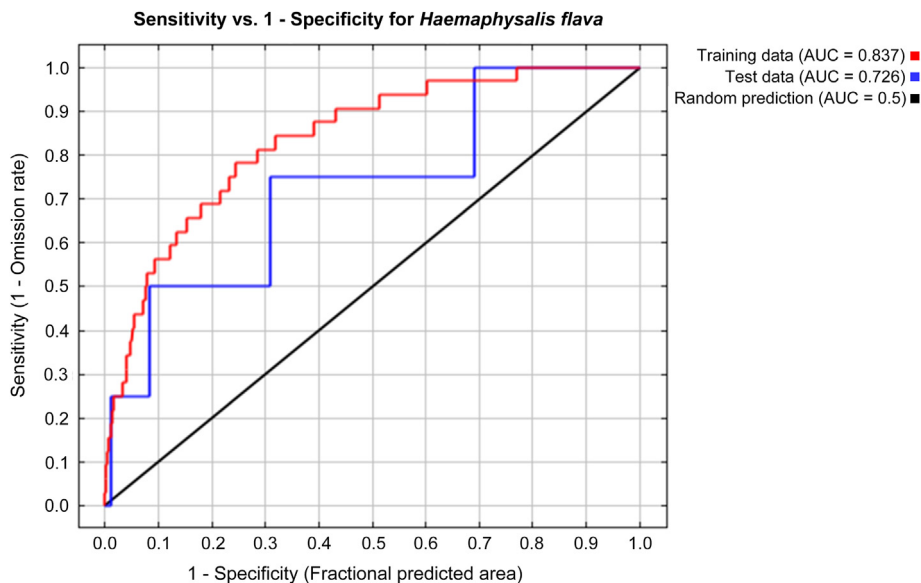 Sensitivity vs. 1 - Specificity for Haemaphysalis flava
Training data (AUC = 0.837)
Test data (AUC = 0.726)
Random prediction (AUC = 0.5)
Sensitivity (1 - Omission rate)
1.0
0.9
0.8
0.7
0.6
0.5
0.4
0.3
0.2
0.1
0.0
0.0 0.1 0.2 0.3 0.4 0.5 0.6 0.7 0.8 0.9 1.0
1 - Specificity (Fractional predicted area)